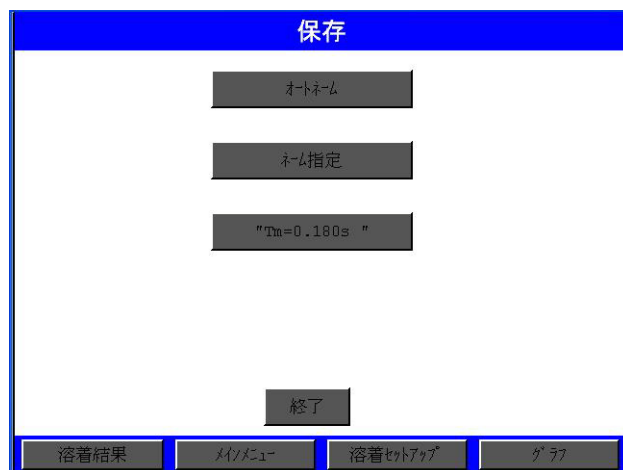 保存
ｵｰﾄﾈｰﾑ
ﾈｰﾑ指定
"Tm=0.180s "
終了
溶着結果
ﾒｲﾝﾒﾆｭｰ
溶着ｾｯﾄｱｯﾌﾟ
ｸﾞﾗﾌ